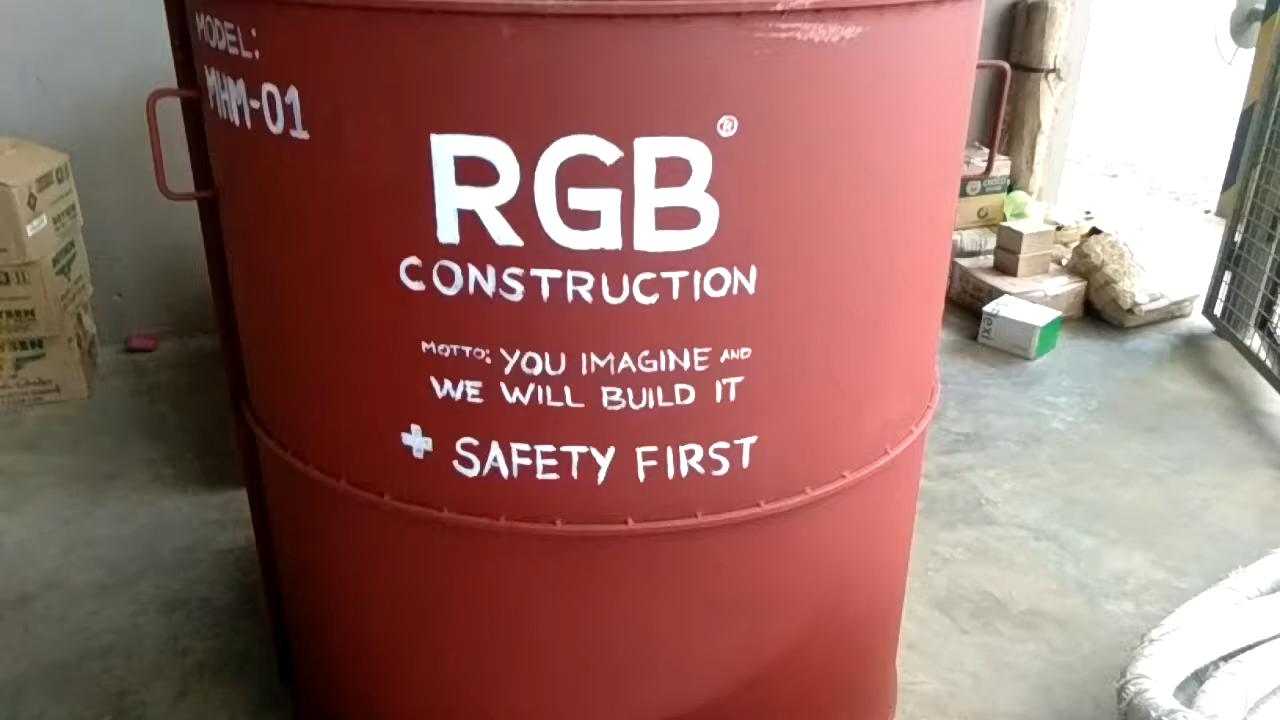 MODEL:
MHM-01
RGB®
CONSTRUCTION
MOTTO: YOU IMAGINE AND
WE WILL BUILD IT
+ SAFETY FIRST